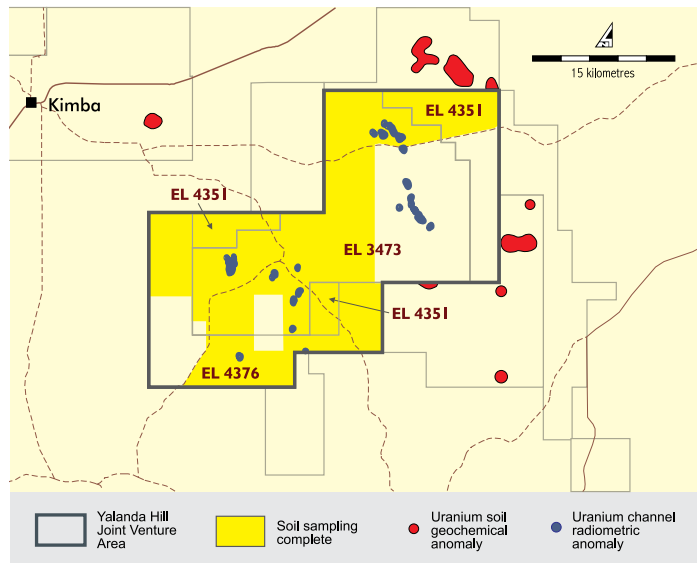 N
15 kilometres
Kimba
EL 4351
EL 4351
EL 3473
EL 4351
EL 4376
Yalanda Hill
Joint Venture
Area
Soil sampling
complete
Uranium soil
geochemical
anomaly
Uranium channel
radiometric
anomaly